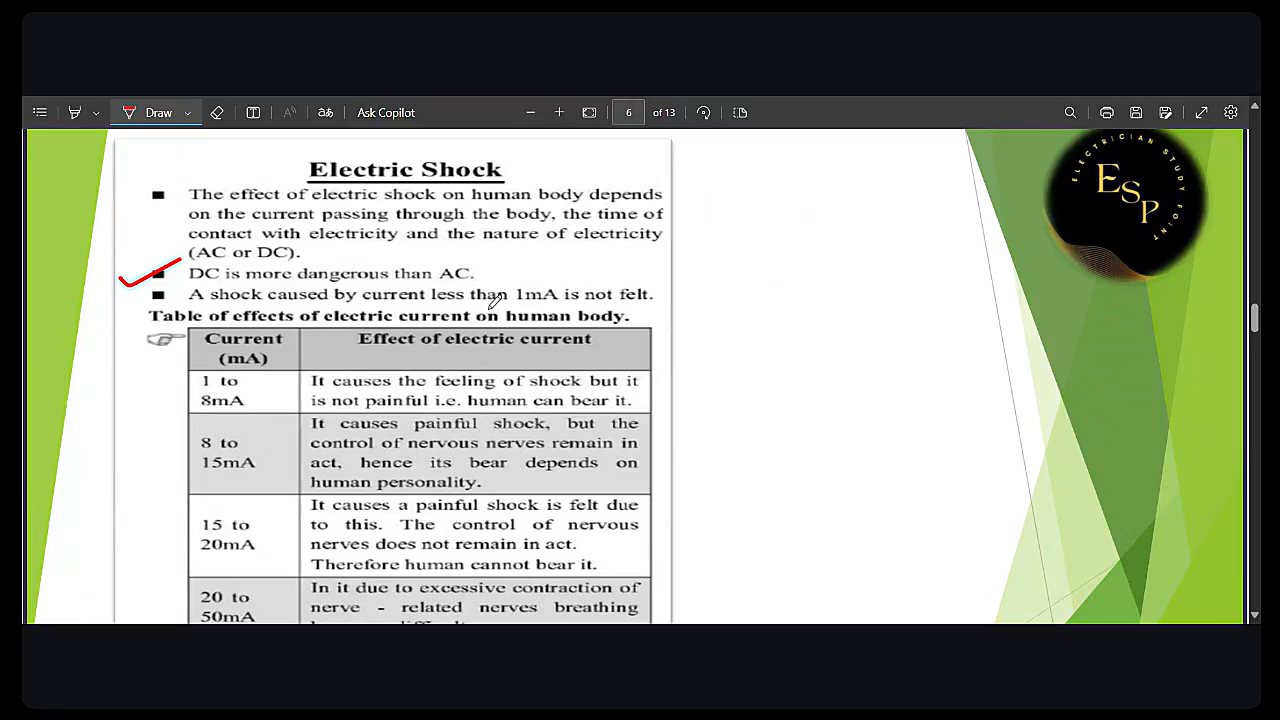 Draw
Ask Copilot
6 of 13
ELECTRICIAN STUDY POINT
ESP
Electric Shock
■ The effect of electric shock on human body depends
on the current passing through the body, the time of
contact with electricity and the nature of electricity
(AC or DC).
■ DC is more dangerous than AC.
■ A shock caused by current less than 1mA is not felt.
Table of effects of electric current on human body.
Current Effect of electric current
(mA)
1 to It causes the feeling of shock but it
8mA is not painful i.e. human can bear it.
It causes painful shock, but the
8 to control of nervous nerves remain in
15mA act, hence its bear depends on
human personality.
It causes a painful shock is felt due
15 to to this. The control of nervous
20mA nerves does not remain in act.
Therefore human cannot bear it.
20 to In it due to excessive contraction of
50mA nerve - related nerves breathing